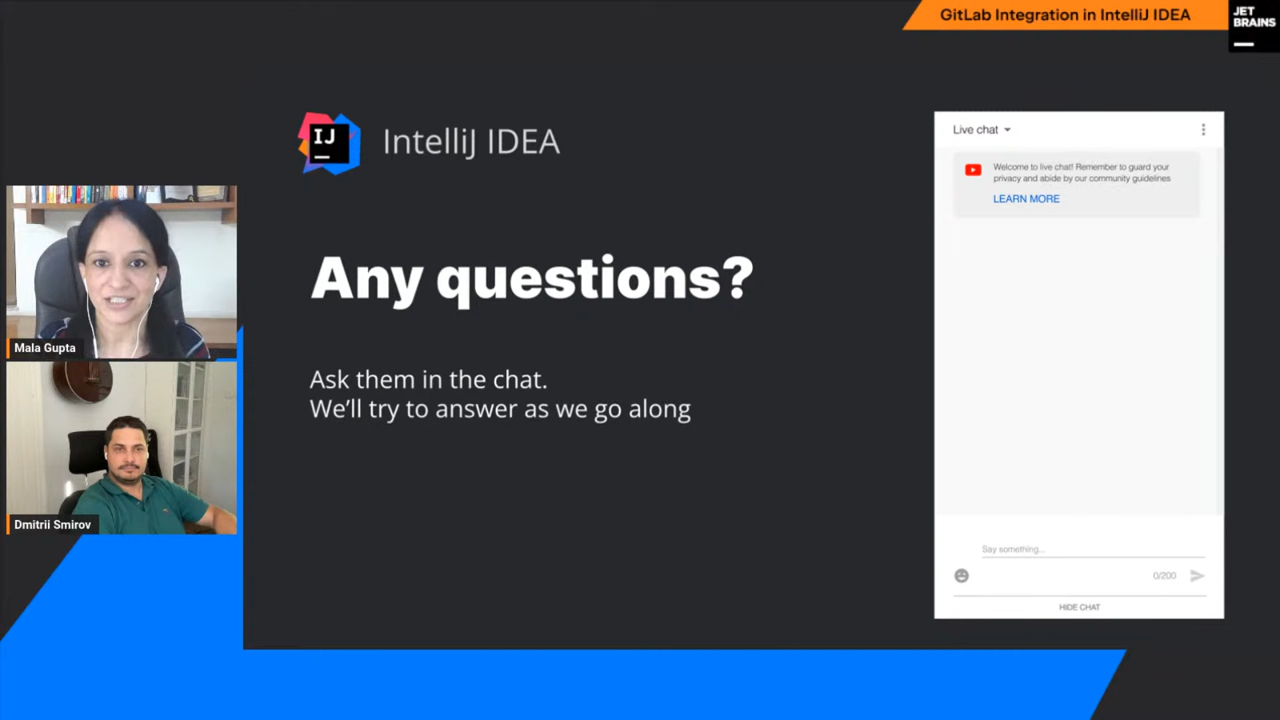 GitLab Integration in IntelliJ IDEA
JET
BRAINS
IJ
IntelliJ IDEA
Any questions?
Ask them in the chat.
We'll try to answer as we go along
Mala Gupta
Dmitrii Smirov
Live chat
Welcome to live chat! Remember to guard your
privacy and abide by our community guidelines
LEARN MORE
Say something...
0/200
HIDE CHAT